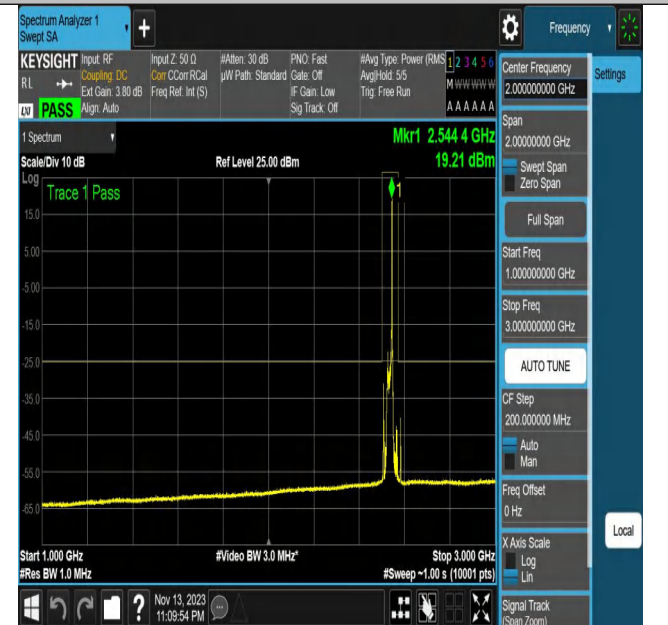 Spectrum Analyzer 1
Swept SA
Frequency
KEYSIGHT
RL
PASS
Input: RF
Coupling: DC
Ext Gain: 3.80 dB
Align: Auto
Input Z: 50 Ω
Corr CCorr RCal
Freq Ref: Int (S)
#Atten: 30 dB
µW Path: Standard
PNO: Fast
Gate: Off
IF Gain: Low
Sig Track: Off
#Avg Type: Power (RMS
Avg|Hold: 5/5
Trig: Free Run
1 2 3 4 5 6
M W W W W W
A A A A A A
1 Spectrum
Scale/Div 10 dB
Ref Level 25.00 dBm
Mkr1 2.544 4 GHz
19.21 dBm
Log
Trace 1 Pass
1
15.0
5.00
-5.00
-15.0
-25.0
-35.0
-45.0
-55.0
-65.0
Start 1.000 GHz
#Res BW 1.0 MHz
#Video BW 3.0 MHz*
Stop 3.000 GHz
#Sweep ~1.00 s (10001 pts)
Nov 13, 2023
11:09:54 PM
Center Frequency
2.00000000 GHz
Span
2.00000000 GHz
Swept Span
Zero Span
Full Span
Start Freq
1.000000000 GHz
Stop Freq
3.000000000 GHz
AUTO TUNE
CF Step
200.000000 MHz
Auto
Man
Freq Offset
0 Hz
X Axis Scale
Log
Lin
Signal Track
(Span Zoom)
Settings
Local